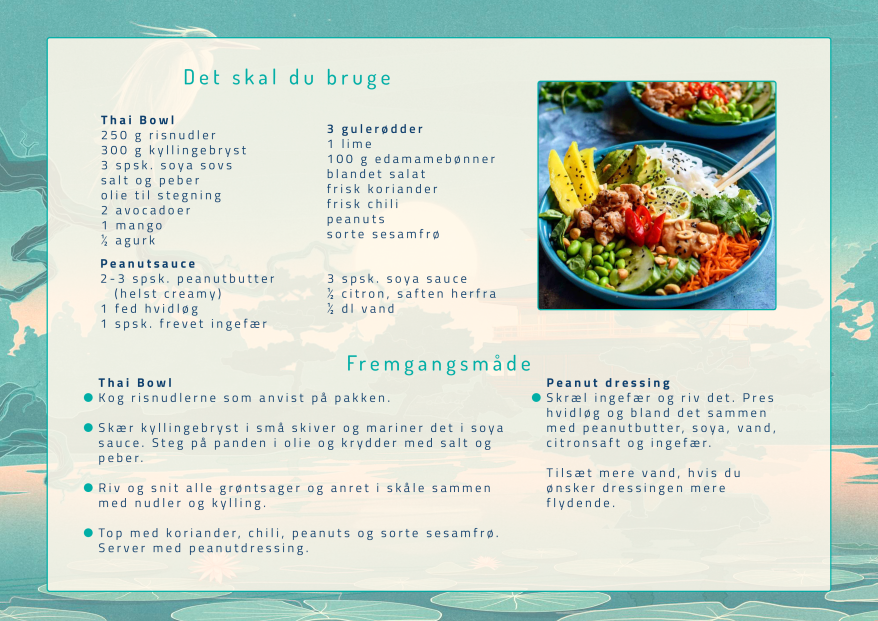 Det skal du bruge
Thai Bowl
250 g risnudler
300 g kyllingebryst
3 spsk. soya sovs
salt og peber
olie til stegning
2 avocadoer
1 mango
½ agurk
3 gulerødder
1 lime
100 g edamamebønner
blandet salat
frisk koriander
frisk chili
peanuts
sorte sesamfrø
Peanutsauce
2-3 spsk. peanutbutter
(helst creamy)
1 fed hvidløg
1 spsk. frevet ingefær
3 spsk. soya sauce
½ citron, saften herfra
½ dl vand
Fremgangsmåde
Thai Bowl
● Kog risnudlerne som anvist på pakken.
● Skær kyllingebryst i små skiver og mariner det i soya
sauce. Steg på panden i olie og krydder med salt og
peber.
● Riv og snit alle grøntsager og anret i skåle sammen
med nudler og kylling.
● Top med koriander, chili, peanuts og sorte sesamfrø.
Server med peanutdressing.
Peanut dressing
● Skræl ingefær og riv det. Pres
hvidløg og bland det sammen
med peanutbutter, soya, vand,
citronsaft og ingefær.
Tilsæt mere vand, hvis du
ønsker dressingen mere
flydende.